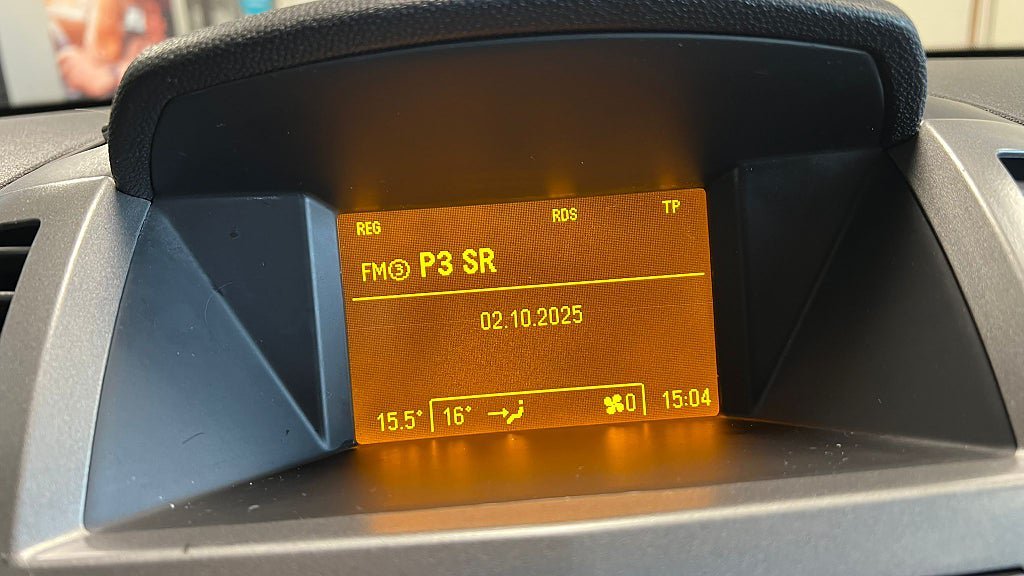 REG RDS TP
FM③ P3 SR
02.10.2025
15.5° 16° 0 15:04